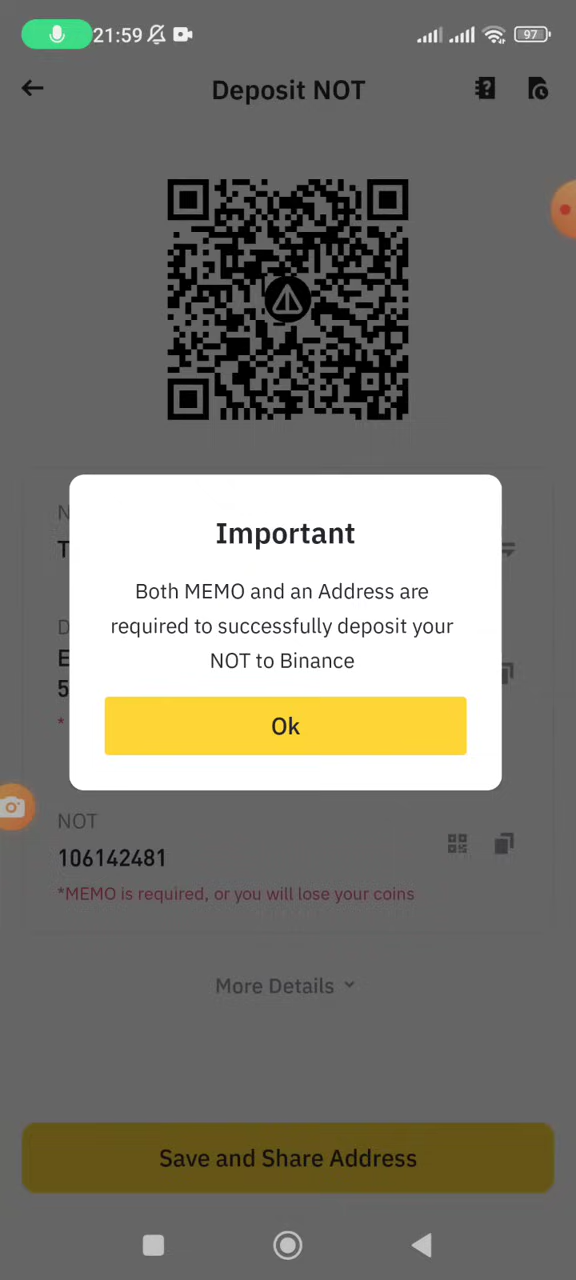 21:59
97
Deposit NOT
Important
Both MEMO and an Address are
required to successfully deposit your
NOT to Binance
Ok
N
T
D
E
5
*
NOT
106142481
*MEMO is required, or you will lose your coins
More Details
Save and Share Address